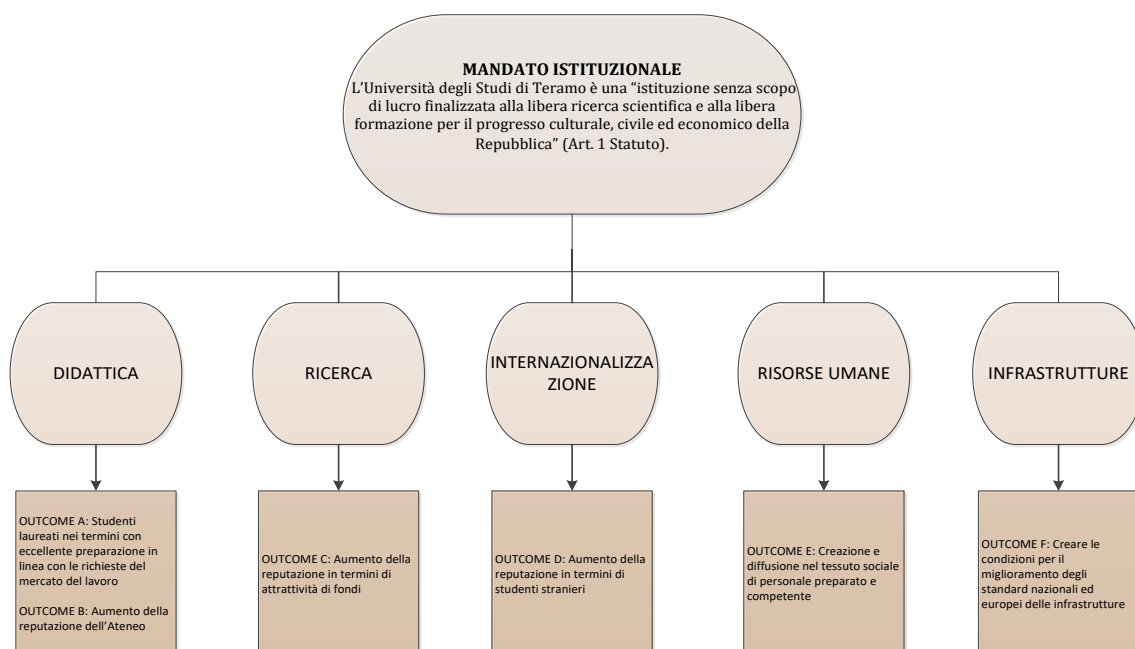 MANDATO ISTITUZIONALE
L'Università degli Studi di Teramo è una “istituzione senza scopo
di lucro finalizzata alla libera ricerca scientifica e alla libera
formazione per il progresso culturale, civile ed economico della
Repubblica” (Art. 1 Statuto).
DIDATTICA
RICERCA
INTERNAZIONALIZZA
ZIONE
RISORSE UMANE
INFRASTRUTTURE
OUTCOME A: Studenti
laureati nei termini con
eccellente preparazione in
linea con le richieste del
mercato del lavoro
OUTCOME B: Aumento della
reputazione dell’Ateneo
OUTCOME C: Aumento della
reputazione in termini di
attrattività di fondi
OUTCOME D: Aumento della
reputazione in termini di
studenti stranieri
OUTCOME E: Creazione e
diffusione nel tessuto sociale
di personale preparato e
competente
OUTCOME F: Creare le
condizioni per il
miglioramento degli
standard nazionali ed
europei delle infrastrutture